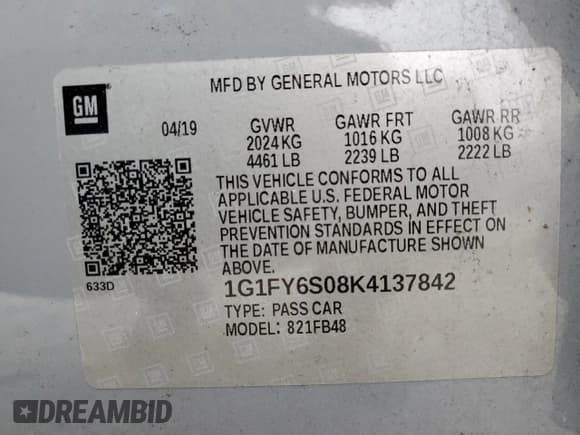 MFD BY GENERAL MOTORS LLC
GM
04/19 GVWR GAWR FRT GAWR RR
2024 KG 1016 KG 1008 KG
4461 LB 2239 LB 2222 LB
THIS VEHICLE CONFORMS TO ALL
APPLICABLE U.S. FEDERAL MOTOR
VEHICLE SAFETY, BUMPER, AND THEFT
PREVENTION STANDARDS IN EFFECT ON
THE DATE OF MANUFACTURE SHOWN
ABOVE.
633D
1G1FY6S08K4137842
TYPE: PASS CAR
MODEL: 821FB48
DREAMBID